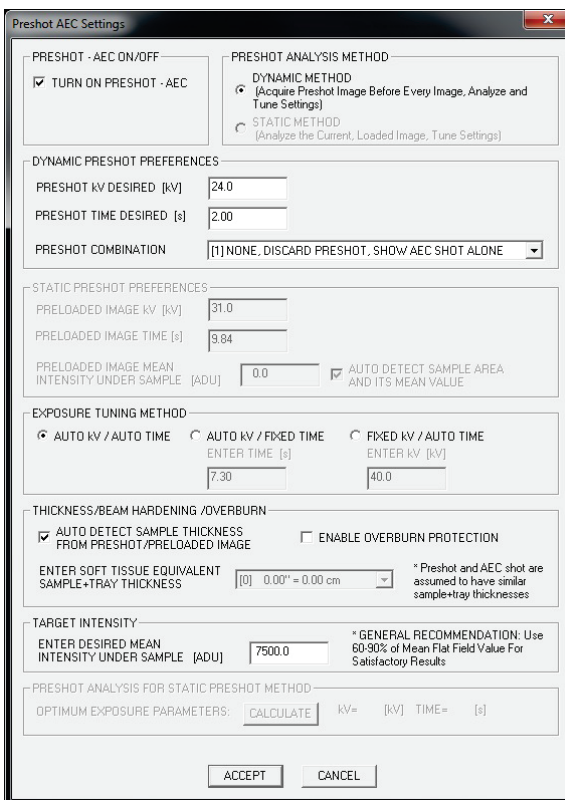 Preshot AEC Settings
x
PRESHOT - AEC ON/OFF
TURN ON PRESHOT - AEC
PRESHOT ANALYSIS METHOD
DYNAMIC METHOD
(Acquire Preshot Image Before Every Image, Analyze and
Tune Settings)
STATIC METHOD
(Analyze the Current, Loaded Image, Tune Settings)
DYNAMIC PRESHOT PREFERENCES
PRESHOT kV DESIRED [kV]
24.0
PRESHOT TIME DESIRED [s]
2.00
PRESHOT COMBINATION
[1] NONE, DISCARD PRESHOT, SHOW AEC SHOT ALONE
STATIC PRESHOT PREFERENCES
PRELOADED IMAGE kV [kV]
31.0
PRELOADED IMAGE TIME [s]
9.84
PRELOADED IMAGE MEAN
INTENSITY UNDER SAMPLE [ADU]
0.0
AUTO DETECT SAMPLE AREA
AND ITS MEAN VALUE
EXPOSURE TUNING METHOD
AUTO kV / AUTO TIME
AUTO kV / FIXED TIME
ENTER TIME [s]
7.30
FIXED kV / AUTO TIME
ENTER kV [kV]
40.0
THICKNESS/BEAM HARDENING /OVERBURN
AUTO DETECT SAMPLE THICKNESS
FROM PRESHOT/PRELOADED IMAGE
ENABLE OVERBURN PROTECTION
ENTER SOFT TISSUE EQUIVALENT
SAMPLE+TRAY THICKNESS
[0] 0.00" = 0.00 cm
* Preshot and AEC shot are
assumed to have similar
sample+tray thicknesses
TARGET INTENSITY
ENTER DESIRED MEAN
INTENSITY UNDER SAMPLE [ADU]
7500.0
* GENERAL RECOMMENDATION: Use
60-90% of Mean Flat Field Value For
Satisfactory Results
PRESHOT ANALYSIS FOR STATIC PRESHOT METHOD
OPTIMUM EXPOSURE PARAMETERS:
CALCULATE
kV= [kV] TIME= [s]
ACCEPT
CANCEL